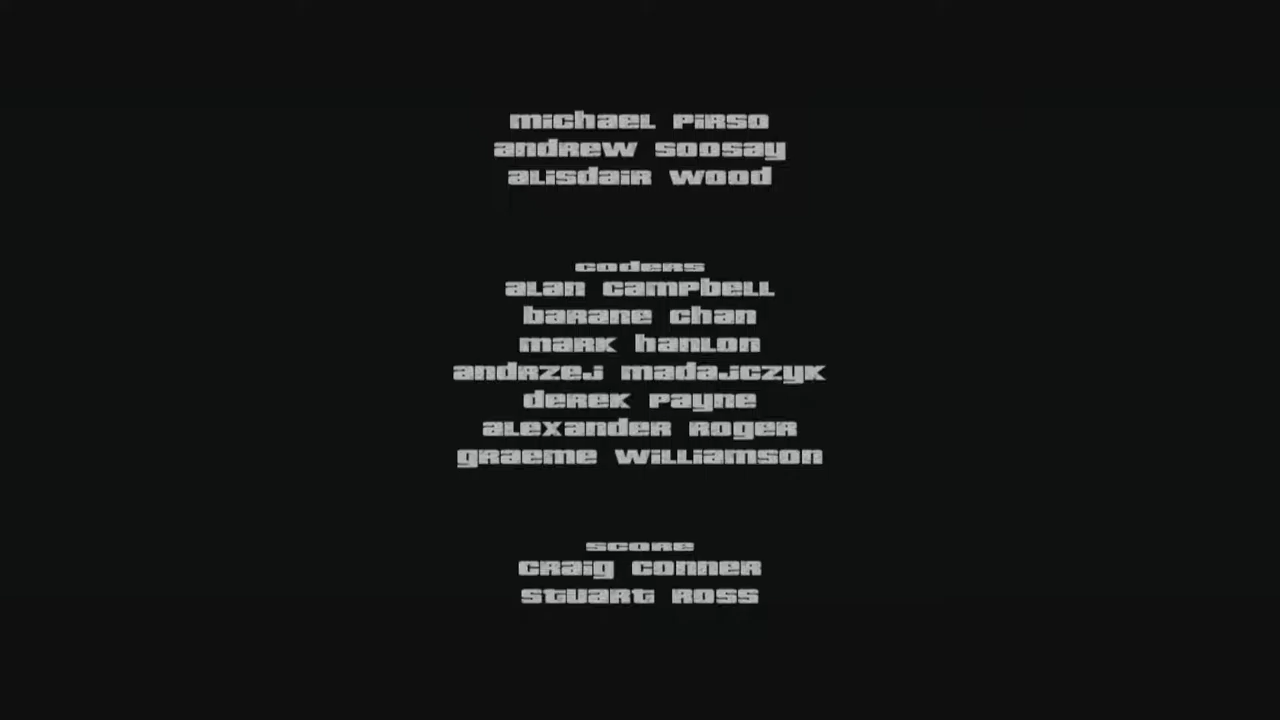 michael pirso
andrew soosay
alisdair wood
coders
alan campbell
barane chan
mark hanlon
andrzej madajczyk
derek payne
alexander roger
graeme williamson
score
craig conner
stuart ross